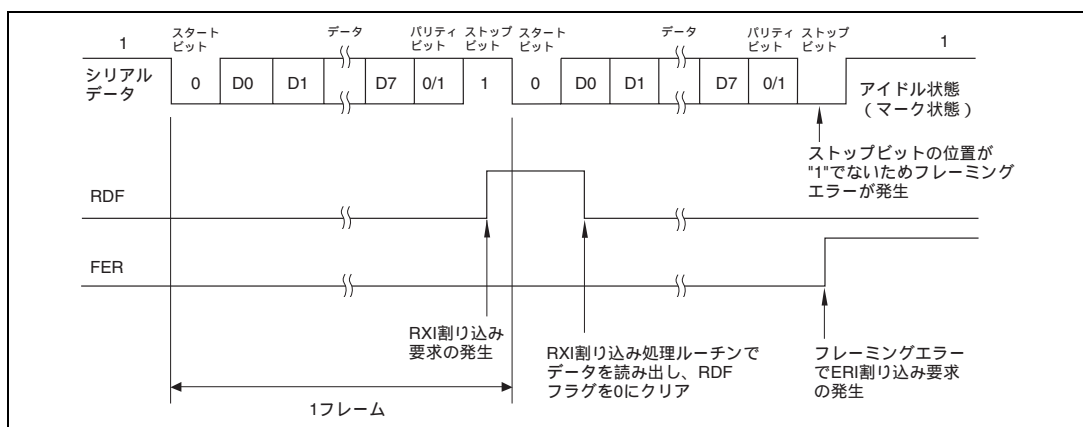 1
スタート
ビット
データ
パリティ
ビット
ストップ
ビット
スタート
ビット
データ
パリティ
ビット
ストップ
ビット
1
シリアル
データ
0
D0
D1
D7
0/1
1
0
D0
D1
D7
0/1
アイドル状態
(マーク状態)
ストップビットの位置が
"1"でないためフレーミング
エラーが発生
RDF
FER
RXI割り込み
要求の発生
RXI割り込み処理ルーチンで
データを読み出し、RDF
フラグを0にクリア
フレーミングエラー
でERI割り込み要求
の発生
1フレーム